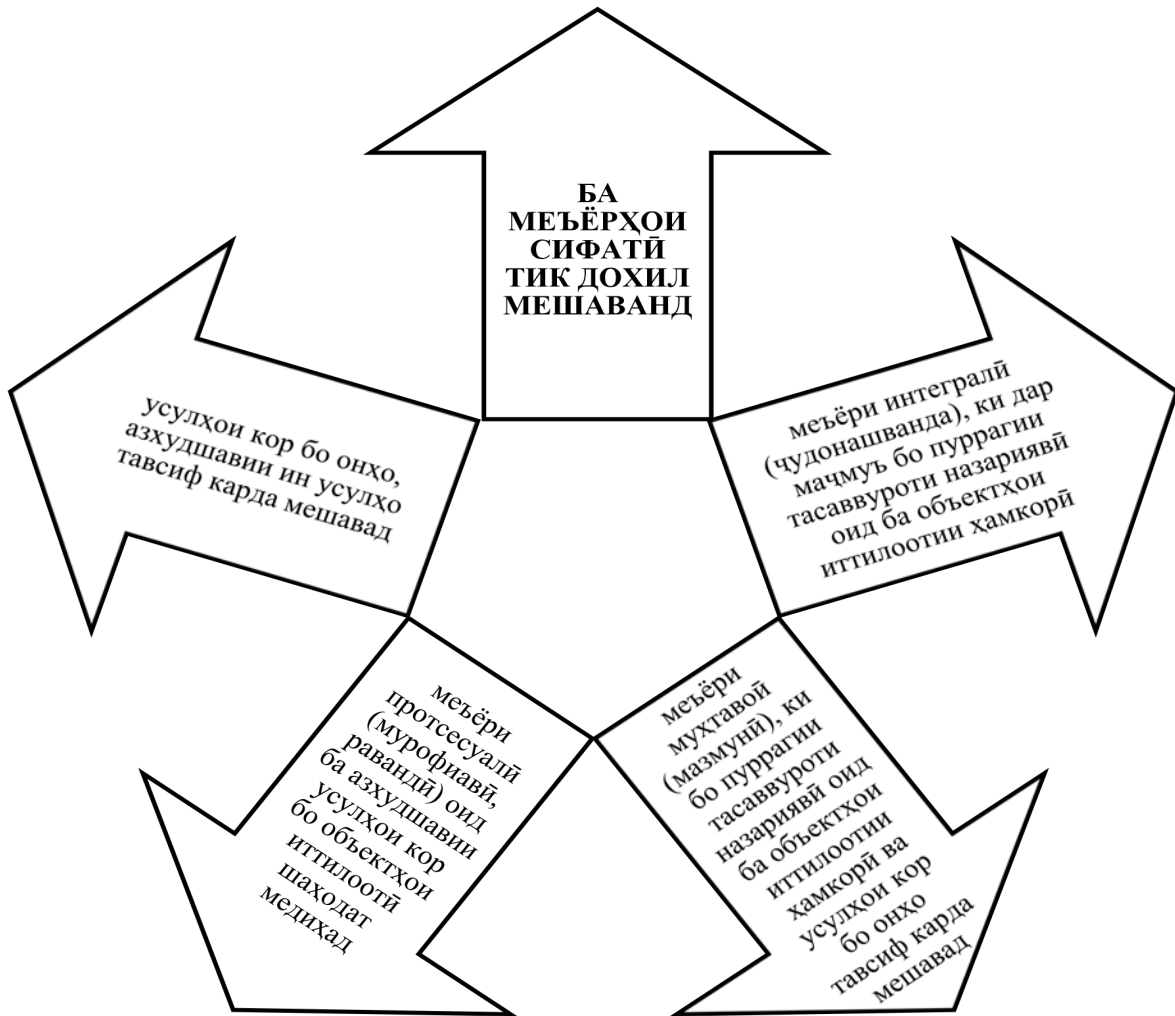 БА
МЕЪЁРҲОИ
СИФАТӢ
ТИК ДОХИЛ
МЕШАВАНД
меъёри интегралӣ
(ҷудонашванда), ки дар
маҷмуъ бо пуррагии
тасаввуроти назариявӣ
оид ба объектҳои
иттилоотии ҳамкорӣ
меъёри
мухтавой
(мазмунӣ), ки
бо пуррагии
тасаввуроти
назариявӣ оид
ба объектҳои
иттилоотии
ҳамкорӣ ва
усулҳои кор
бо онҳо
тавсиф карда
мешавад
меъёри
протсесуалӣ
(мурофиавӣ,
равандӣ) оид
ба азхудшавии
усулҳои кор
бо объектҳои
иттилоотӣ
шаҳодат
медиҳад
усулҳои кор бо онҳо,
азхудшавии ин усулҳо
тавсиф карда мешавад